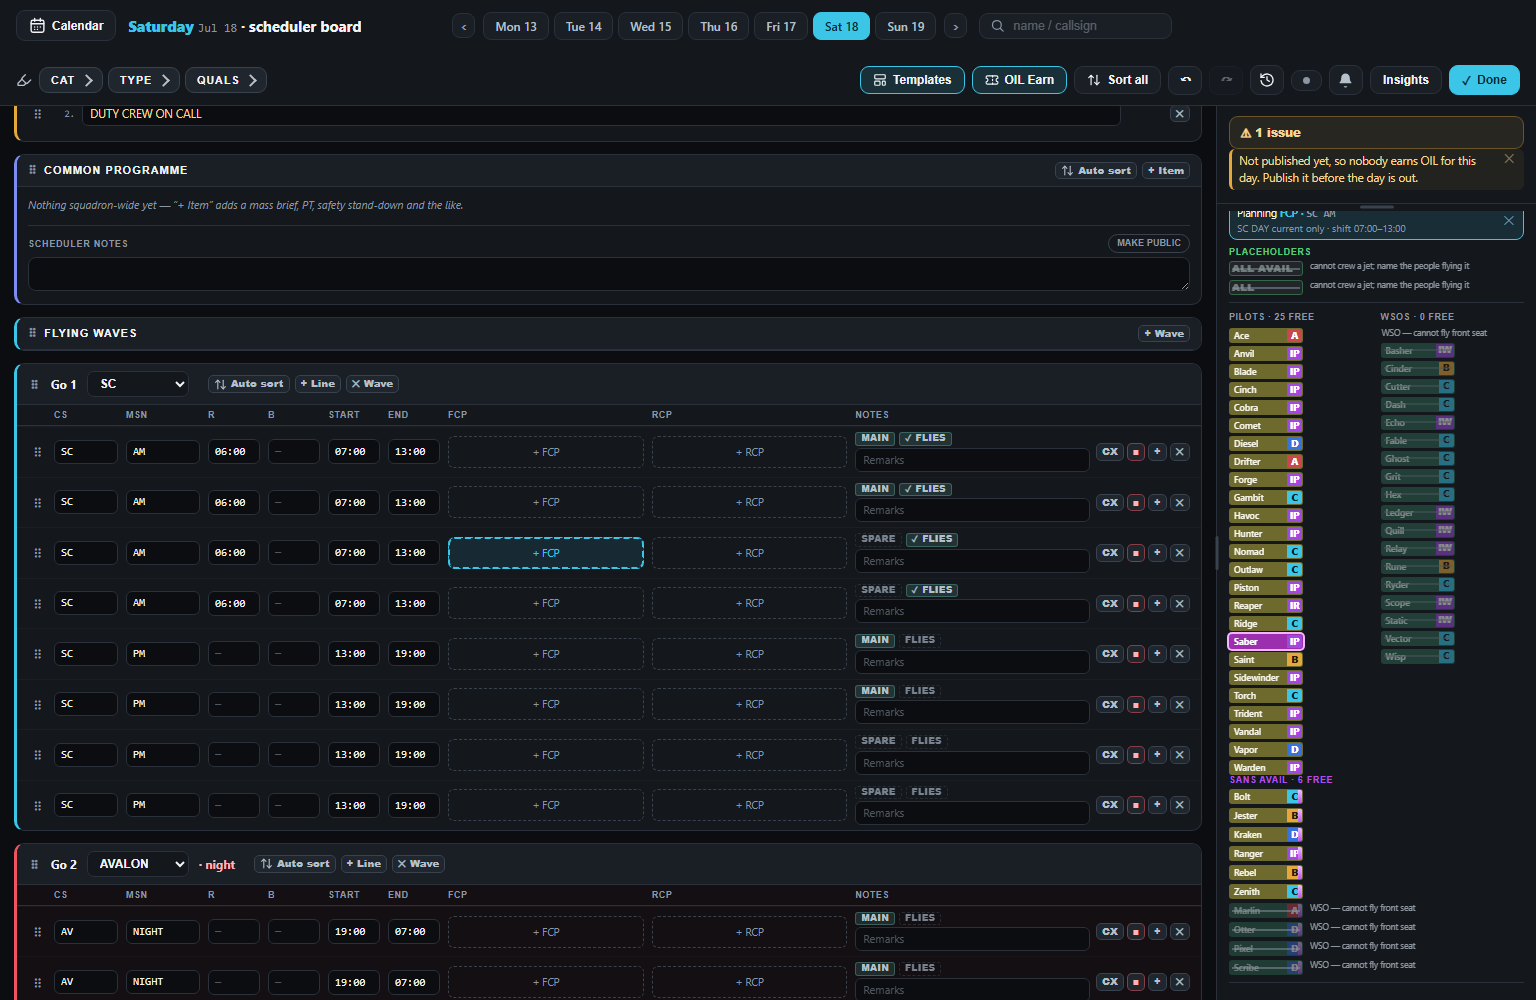 Calendar
Saturday Jul 18 · scheduler board
‹ Mon 13 Tue 14 Wed 15 Thu 16 Fri 17 Sat 18 Sun 19 ›
name / callsign
CAT TYPE QUALS
Templates OIL Earn Sort all Insights ✓ Done
2. DUTY CREW ON CALL
COMMON PROGRAMME
Auto sort + Item
Nothing squadron-wide yet — "+ Item" adds a mass brief, PT, safety stand-down and the like.
SCHEDULER NOTES
MAKE PUBLIC
FLYING WAVES
+ Wave
Go 1 SC Auto sort + Line ✕ Wave
CS MSN R B START END FCP RCP NOTES
SC AM 06:00 – 07:00 13:00 + FCP + RCP MAIN ✓ FLIES Remarks CX + ✕
SC AM 06:00 – 07:00 13:00 + FCP + RCP MAIN ✓ FLIES Remarks CX + ✕
SC AM 06:00 – 07:00 13:00 + FCP + RCP SPARE ✓ FLIES Remarks CX + ✕
SC AM 06:00 – 07:00 13:00 + FCP + RCP SPARE ✓ FLIES Remarks CX + ✕
SC PM – – 13:00 19:00 + FCP + RCP MAIN FLIES Remarks CX + ✕
SC PM – – 13:00 19:00 + FCP + RCP MAIN FLIES Remarks CX + ✕
SC PM – – 13:00 19:00 + FCP + RCP SPARE FLIES Remarks CX + ✕
SC PM – – 13:00 19:00 + FCP + RCP SPARE FLIES Remarks CX + ✕
Go 2 AVALON · night Auto sort + Line ✕ Wave
CS MSN R B START END FCP RCP NOTES
AV NIGHT – – 19:00 07:00 + FCP + RCP MAIN FLIES Remarks CX + ✕
AV NIGHT – – 19:00 07:00 + FCP + RCP MAIN FLIES Remarks CX + ✕
⚠ 1 issue
Not published yet, so nobody earns OIL for this
day. Publish it before the day is out.
Planning FCP · SC AM
SC DAY current only · shift 07:00–13:00
PLACEHOLDERS
ALL AVAIL cannot crew a jet; name the people flying it
ALL cannot crew a jet; name the people flying it
PILOTS · 25 FREE
Ace A
Anvil IP
Blade IP
Cinch IP
Cobra IP
Comet IP
Diesel D
Drifter A
Forge IP
Gambit C
Havoc IP
Hunter IP
Nomad C
Outlaw C
Piston IP
Reaper IR
Ridge C
Saber IP
Saint B
Sidewinder IP
Torch C
Trident IP
Vandal IP
Vapor D
Warden IP
WSOS · 0 FREE
WSO — cannot fly front seat
Basher IW
Cinder B
Cutter C
Dash C
Echo IW
Fable C
Ghost C
Grit C
Hex C
Ledger IW
Quill IW
Relay IW
Rune B
Ryder C
Scope IW
Static IW
Vector C
Wisp C
SANS AVAIL · 6 FREE
Bolt C
Jester B
Kraken D
Ranger IP
Rebel B
Zenith C
Marlin A WSO — cannot fly front seat
Otter D WSO — cannot fly front seat
Pixel D WSO — cannot fly front seat
Scribe D WSO — cannot fly front seat